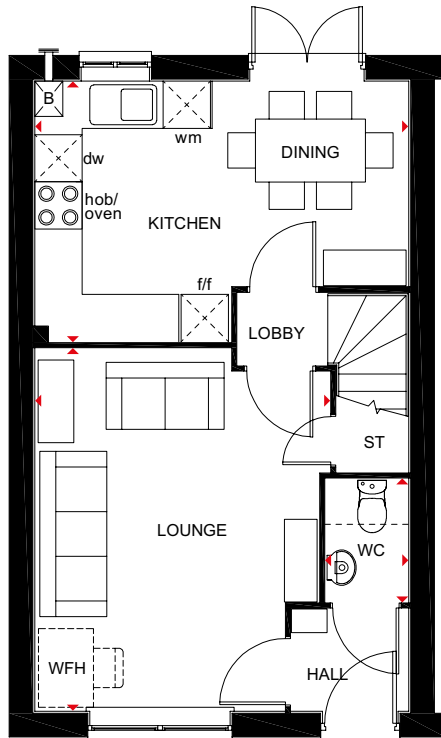 B
wm
dw
DINING
hob/
oven
KITCHEN
f/f
LOBBY
ST
LOUNGE
WC
WFH
HALL